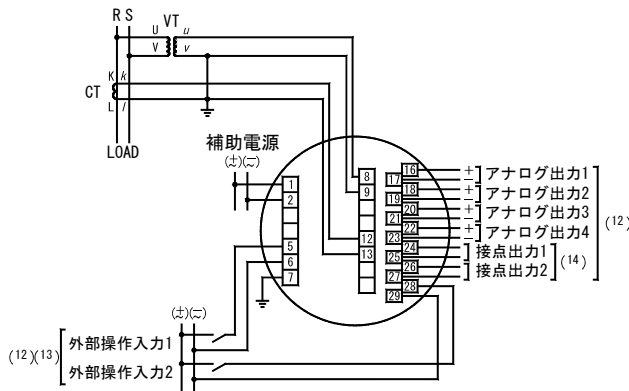 R S
VT
U u
V v
K k
CT
L l
LOAD
補助電源
(±)(∓)
1
2
5
6
7
8
9
12
13
16
17
18
19
20
21
22
23
24
25
26
27
28
29
+
− アナログ出力1
+
− アナログ出力2
+
− アナログ出力3
+
− アナログ出力4
接点出力1
接点出力2
(14)
(12)
(±)(∓)
(12)(13)
外部操作入力1
外部操作入力2